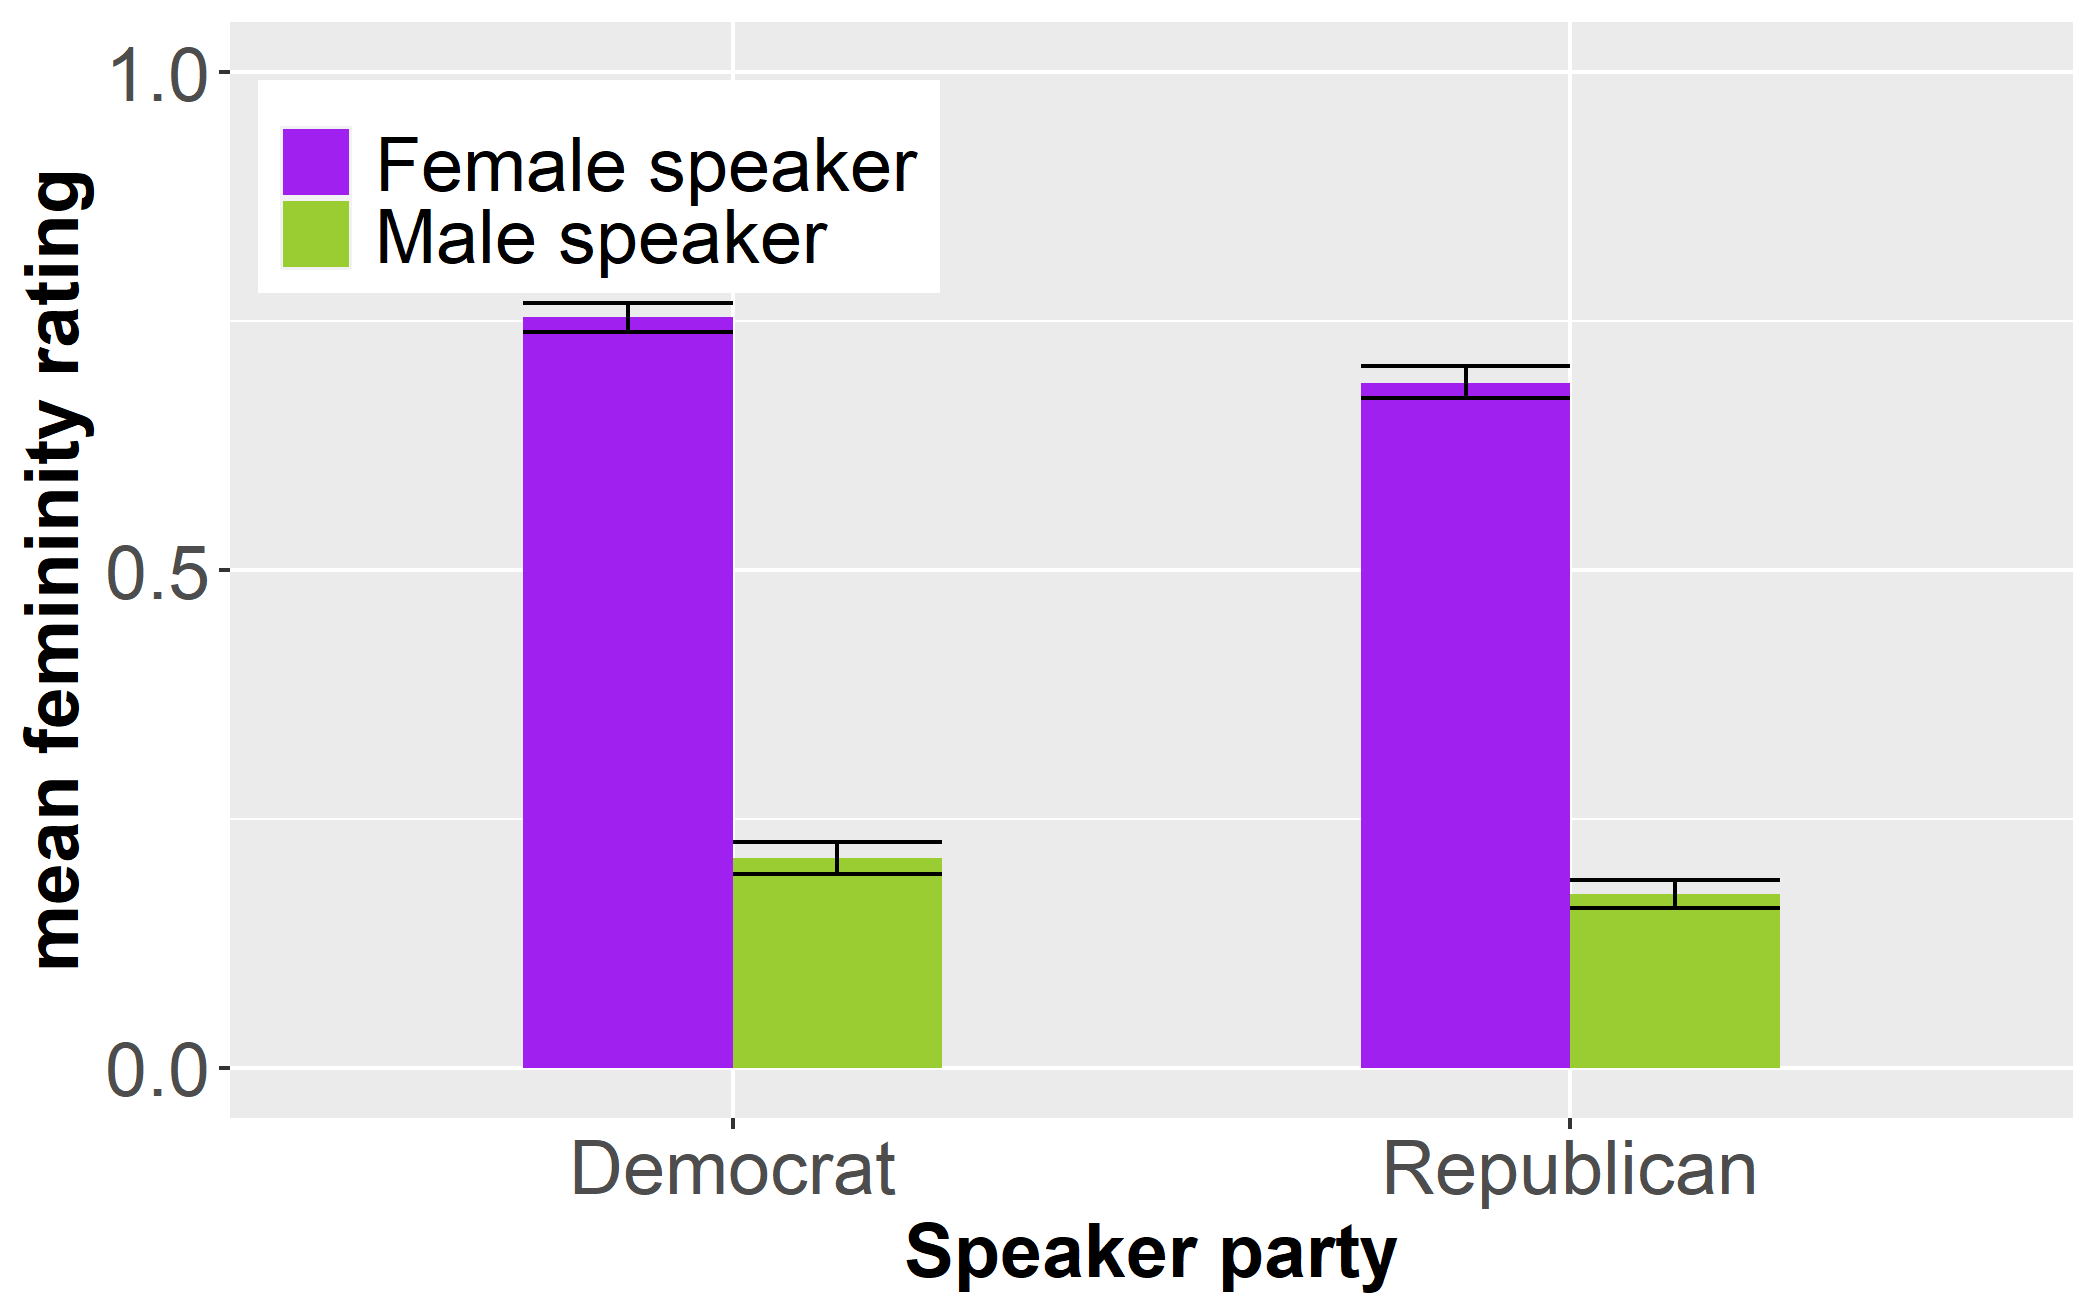 mean femininity rating
1.0
0.5
0.0
Female speaker
Male speaker
Democrat
Republican
Speaker party